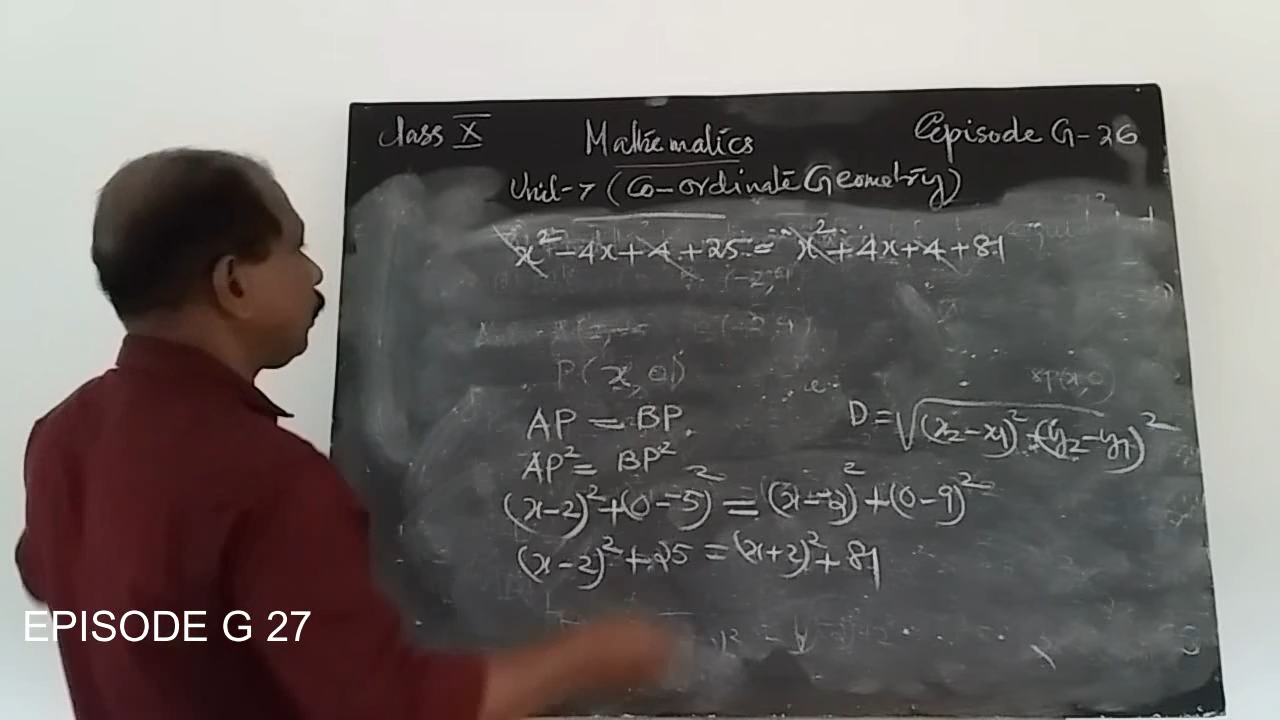 Class X Mathematics Episode G-26
Unit-7 (Co-ordinate Geometry)
x² - 4x + 4 + 25 = x² + 4x + 4 + 81
P(x, 0)
AP = BP.
D = √(x₂-x₁)² + (y₂-y₁)²
AP² = BP²
(x-2)² + (0--5)² = (x--2)² + (0-9)²
(x-2)² + 25 = (x+2)² + 81
EPISODE G 27